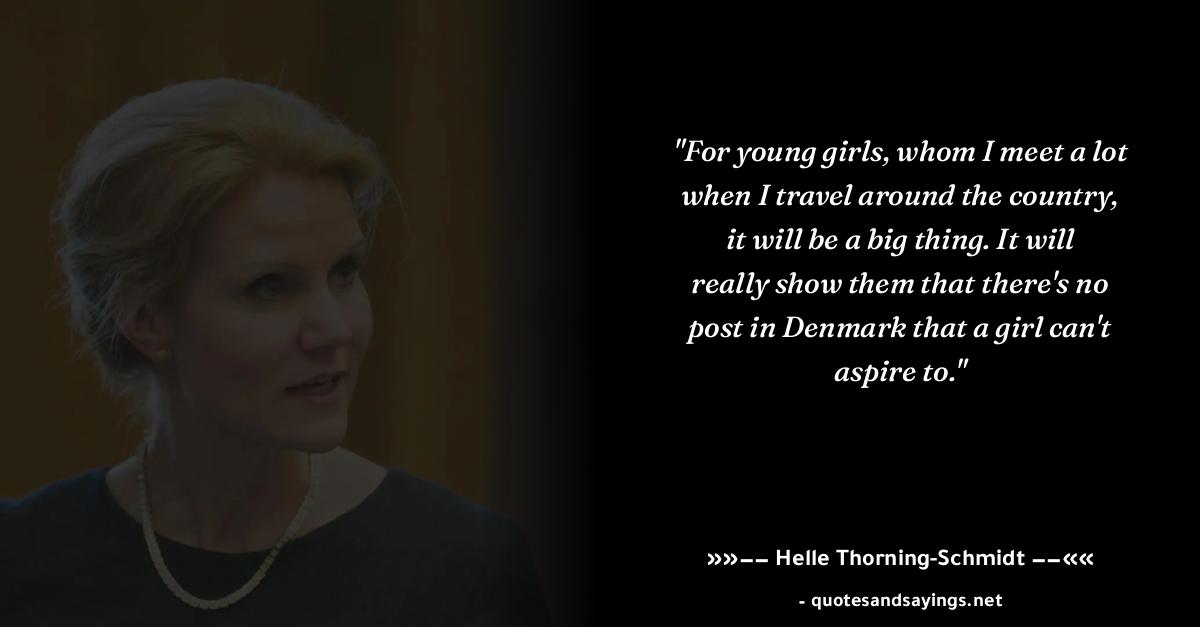 "For young girls, whom I meet a lot
when I travel around the country,
it will be a big thing. It will
really show them that there's no
post in Denmark that a girl can't
aspire to."
»»–– Helle Thorning-Schmidt ––««
- quotesandsayings.net